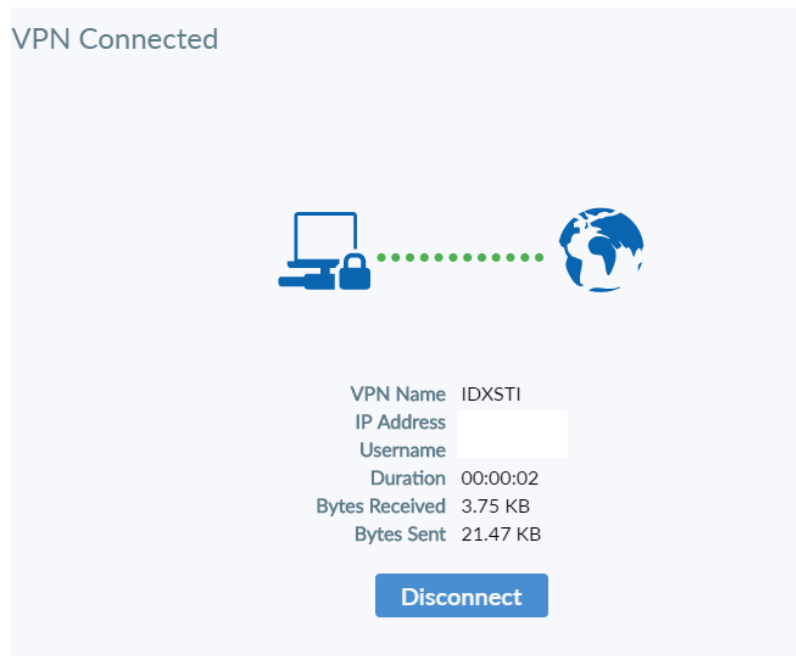 VPN Connected
VPN Name IDXSTI
IP Address
Username
Duration 00:00:02
Bytes Received 3.75 KB
Bytes Sent 21.47 KB
Disconnect